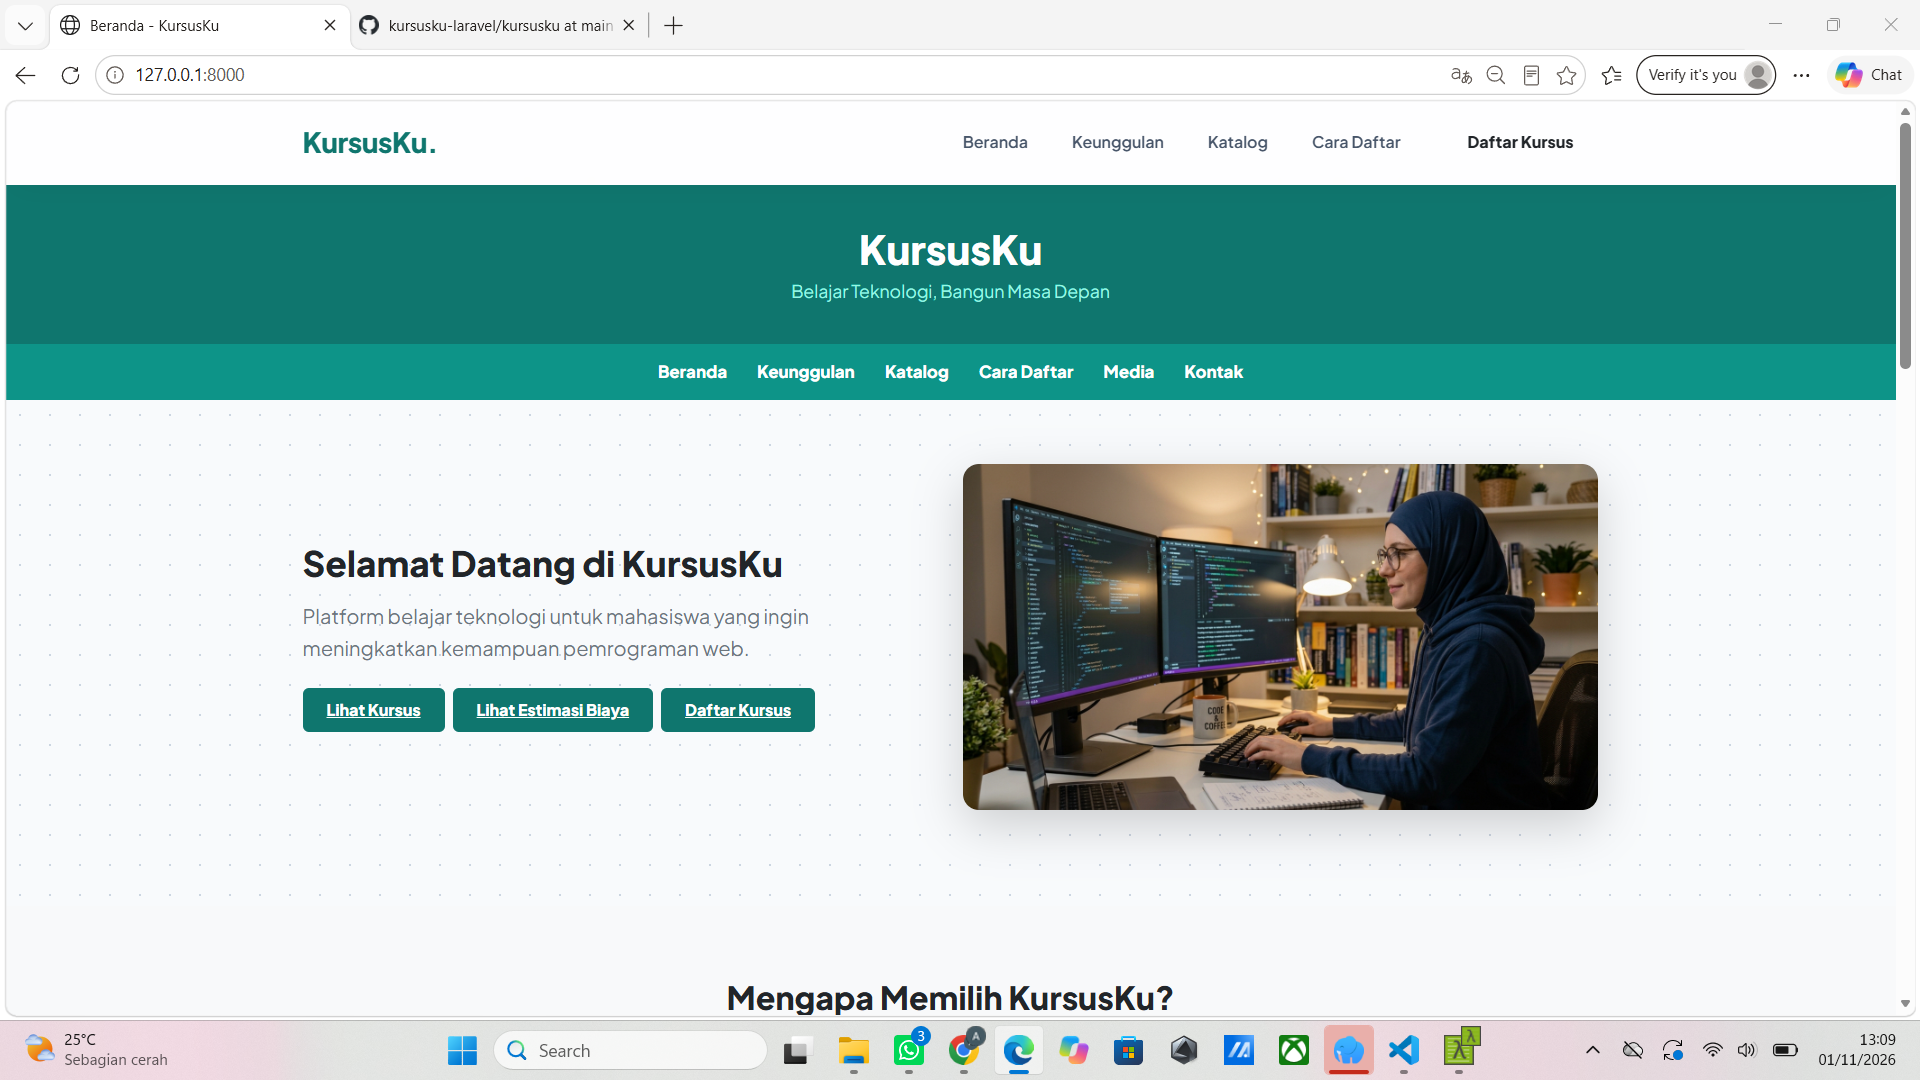 Beranda - KursusKu
kursusku-laravel/kursusku at main
127.0.0.1:8000
Verify it's you
Chat
KursusKu.
Beranda Keunggulan Katalog Cara Daftar Daftar Kursus
KursusKu
Belajar Teknologi, Bangun Masa Depan
Beranda Keunggulan Katalog Cara Daftar Media Kontak
Selamat Datang di KursusKu
Platform belajar teknologi untuk mahasiswa yang ingin
meningkatkan kemampuan pemrograman web.
Lihat Kursus Lihat Estimasi Biaya Daftar Kursus
CODE
&
COFFEE
Mengapa Memilih KursusKu?
25°C
Sebagian cerah
Search
3
A
13:09
01/11/2026